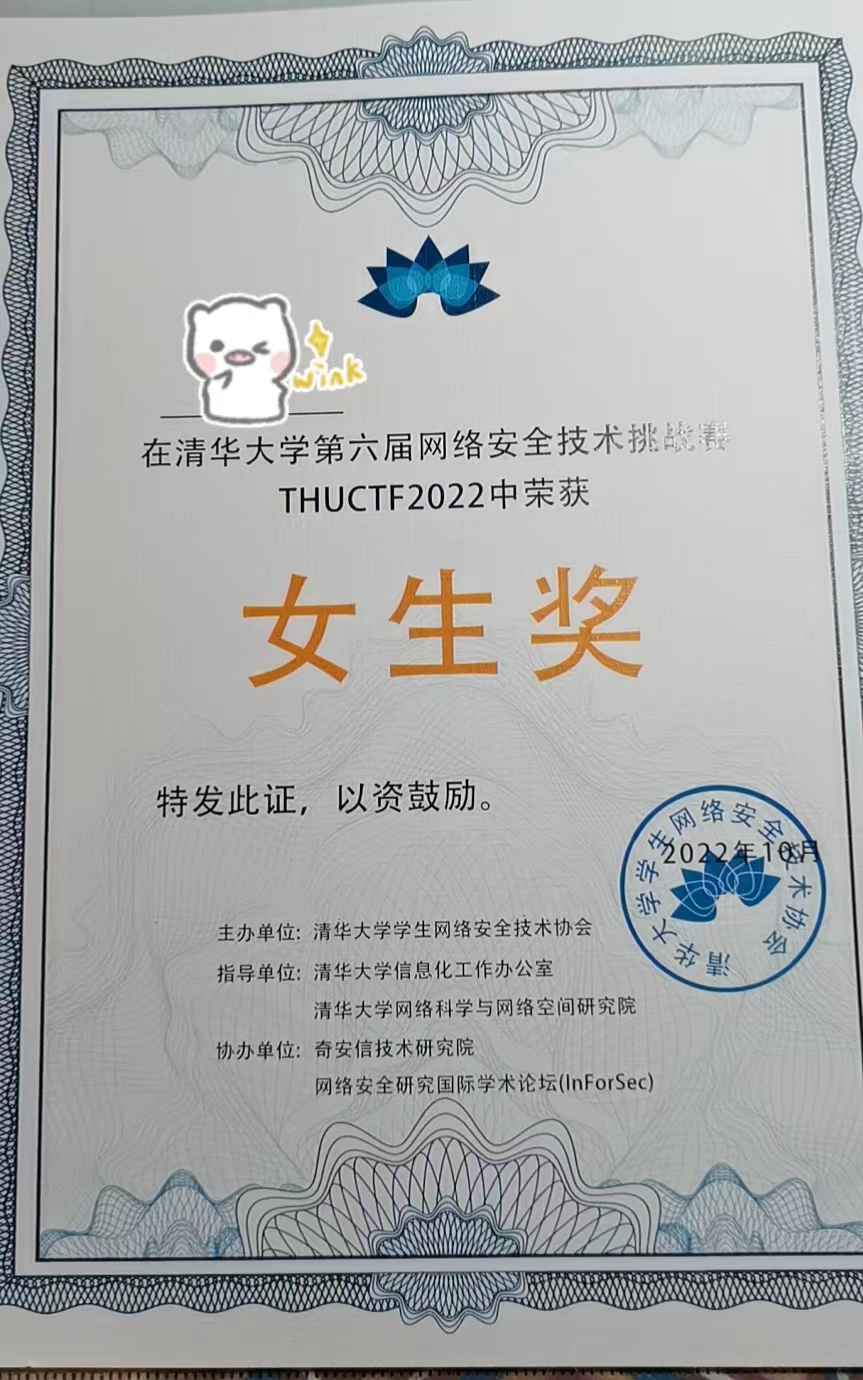 wink
在清华大学第六届网络安全技术挑战赛
THUCTF2022中荣获
女生奖
特发此证，以资鼓励。
2022年10月
清华大学学生网络安全技术协会
主办单位: 清华大学学生网络安全技术协会
指导单位: 清华大学信息化工作办公室
清华大学网络科学与网络空间研究院
协办单位: 奇安信技术研究院
网络安全研究国际学术论坛(InForSec)